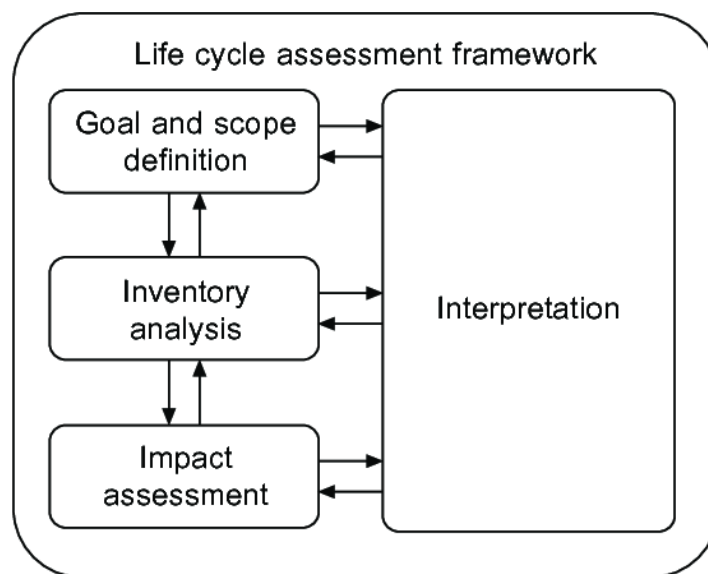 Life cycle assessment framework
Goal and scope
definition
Inventory
analysis
Impact
assessment
Interpretation